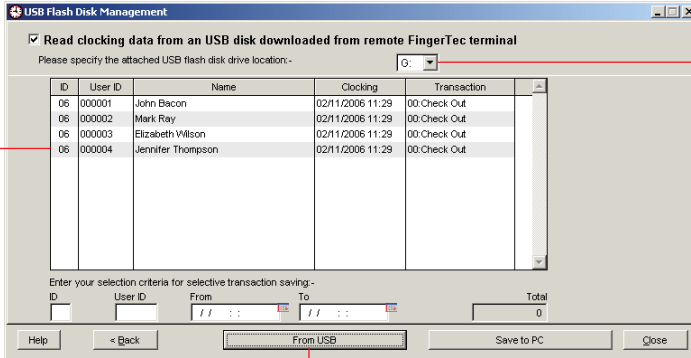 USB Flash Disk Management
Read clocking data from an USB disk downloaded from remote FingerTec terminal
Please specify the attached USB flash disk drive location:- G:
ID User ID Name Clocking Transaction
06 000001 John Bacon 02/11/2006 11:29 00:Check Out
06 000002 Mark Ray 02/11/2006 11:29 00:Check Out
06 000003 Elizabeth Wilson 02/11/2006 11:29 00:Check Out
06 000004 Jennifer Thompson 02/11/2006 11:29 00:Check Out
Enter your selection criteria for selective transaction saving:-
ID User ID From To Total
/ / : : / / : : 0
Help < Back From USB Save to PC Close